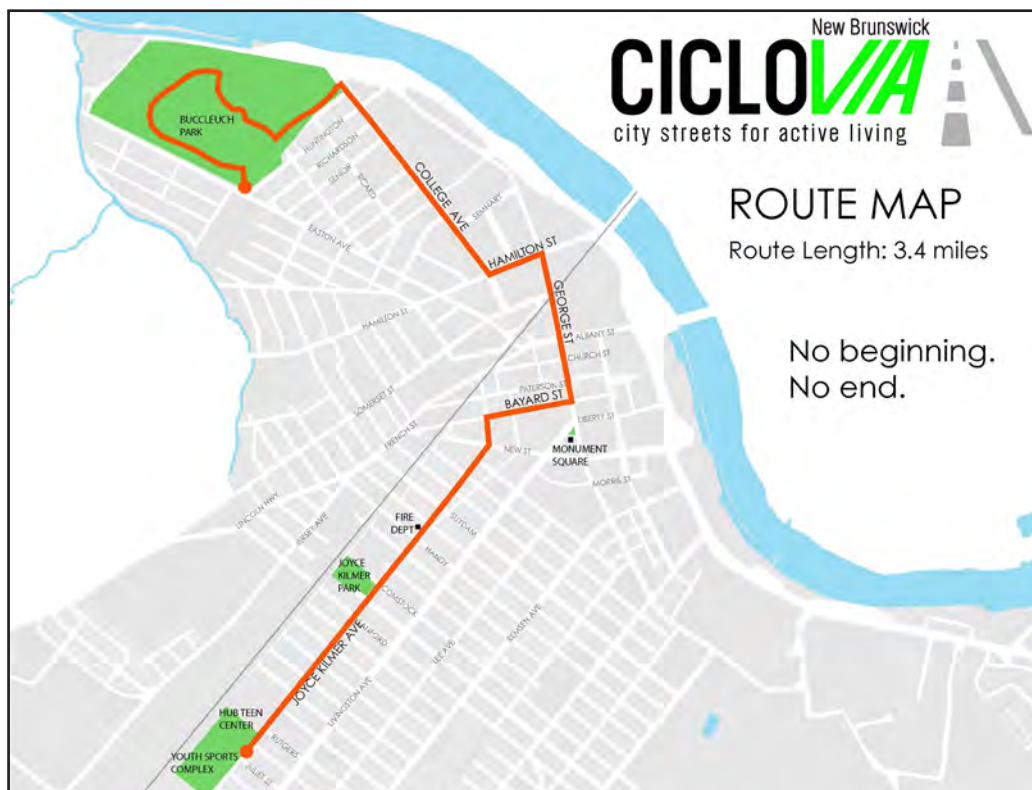 New Brunswick
CICLOVIA
city streets for active living
ROUTE MAP
Route Length: 3.4 miles
No beginning.
No end.
BUCCLEUCH
PARK
HUNTINGTON
RICHARDSON
SENIOR
RICARD
COLLEGE AVE
SEMINARY
EASTON AVE
HAMILTON ST
HAMILTON ST
GEORGE ST
ALBANY ST
CHURCH ST
PATERSON ST
BAYARD ST
LIBERTY ST
SOMERSET ST
FRENCH ST
NEW ST
MONUMENT
SQUARE
MORRIS ST
LINCOLN HWY
JERSEY AVE
FIRE
DEPT
SUYDAM
HANDY
JOYCE
KILMER
PARK
COMSTOCK
SANFORD
REMSEN AVE
LEE AVE
JOYCE KILMER AVE
LIVINGSTON AVE
HUB TEEN
CENTER
RUTGERS
YOUTH SPORTS
COMPLEX
JULIET ST